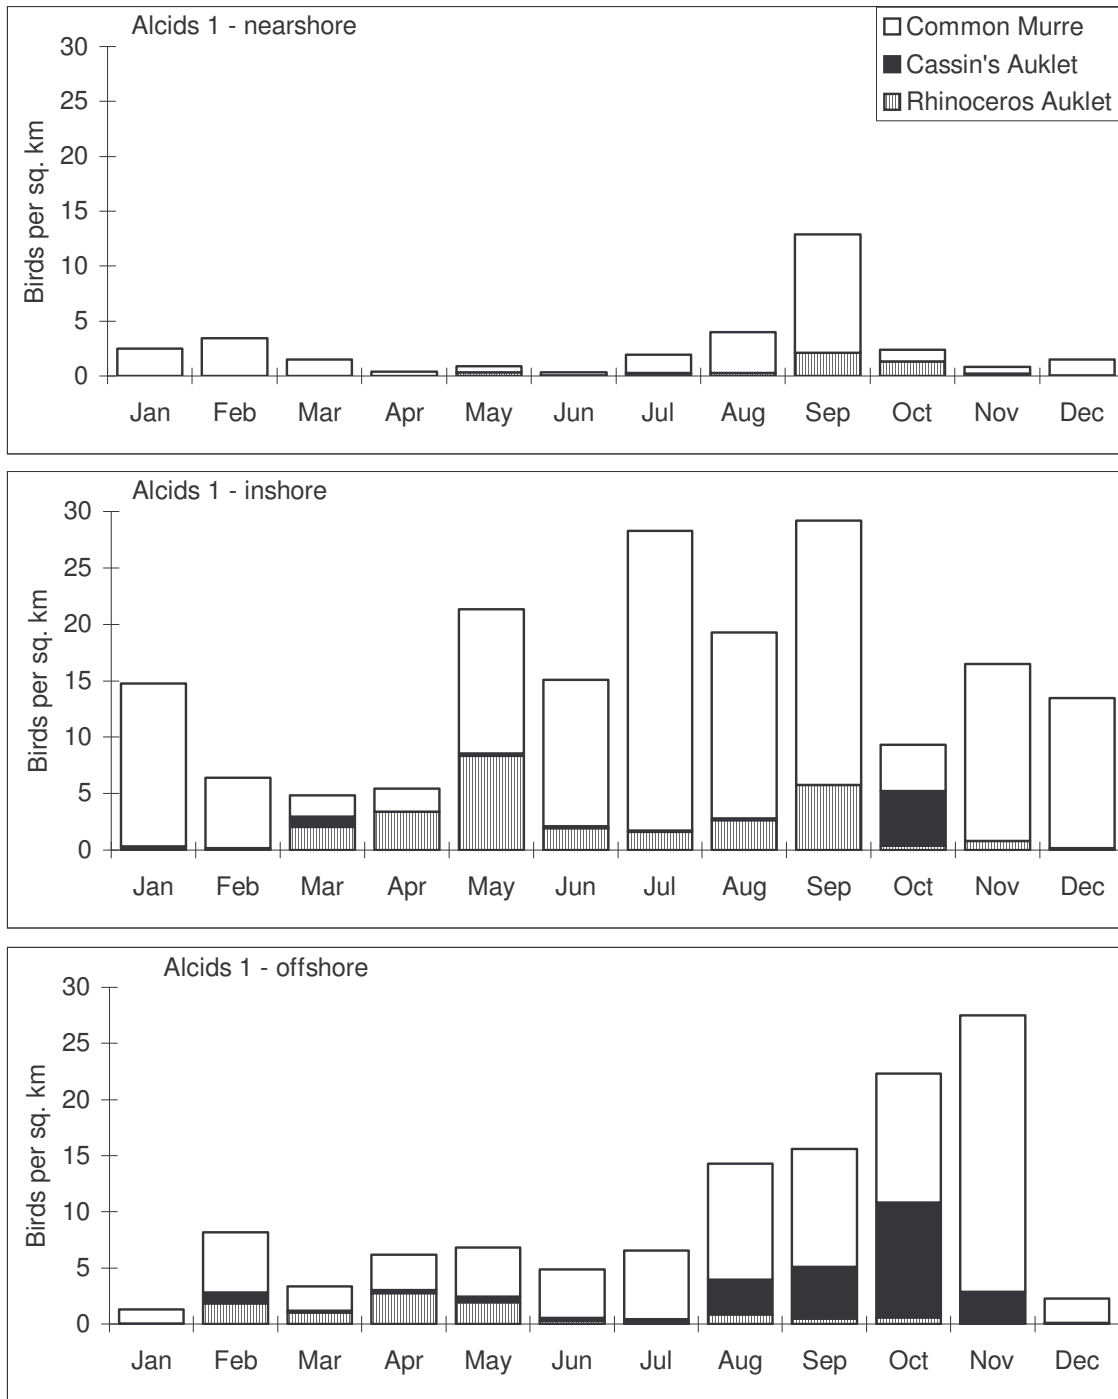 Alcids 1 - nearshore
Common Murre
Cassin's Auklet
Rhinoceros Auklet
Birds per sq. km
30
25
20
15
10
5
0
Jan Feb Mar Apr May Jun Jul Aug Sep Oct Nov Dec
Alcids 1 - inshore
Birds per sq. km
30
25
20
15
10
5
0
Jan Feb Mar Apr May Jun Jul Aug Sep Oct Nov Dec
Alcids 1 - offshore
Birds per sq. km
30
25
20
15
10
5
0
Jan Feb Mar Apr May Jun Jul Aug Sep Oct Nov Dec